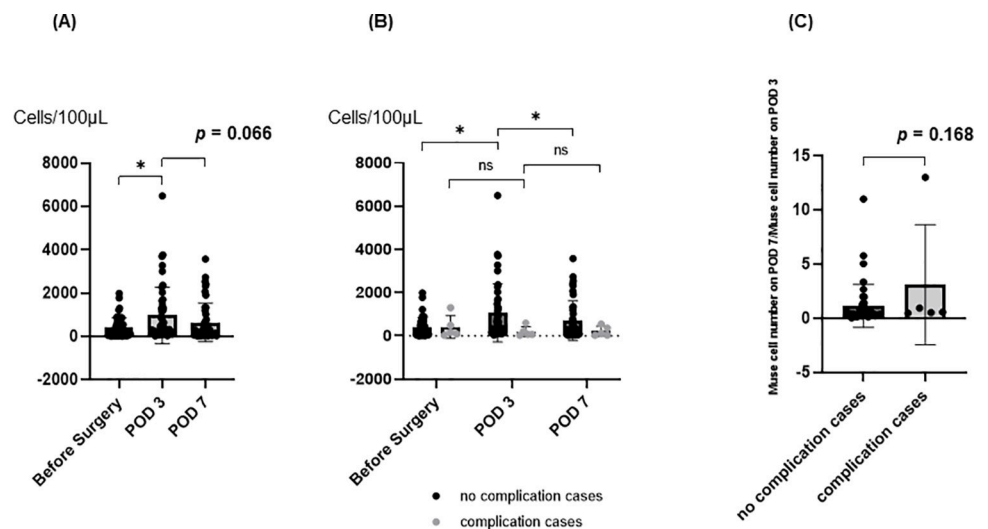 (A)
Cells/100µL
p = 0.066
*
8000
6000
4000
2000
0
-2000
Before Surgery
POD 3
POD 7
(B)
Cells/100µL
*
*
ns
ns
8000
6000
4000
2000
0
-2000
Before Surgery
POD 3
POD 7
no complication cases
complication cases
(C)
Muse cell number on POD 7/Muse cell number on POD 3
p = 0.168
15
10
5
0
-5
no complication cases
complication cases